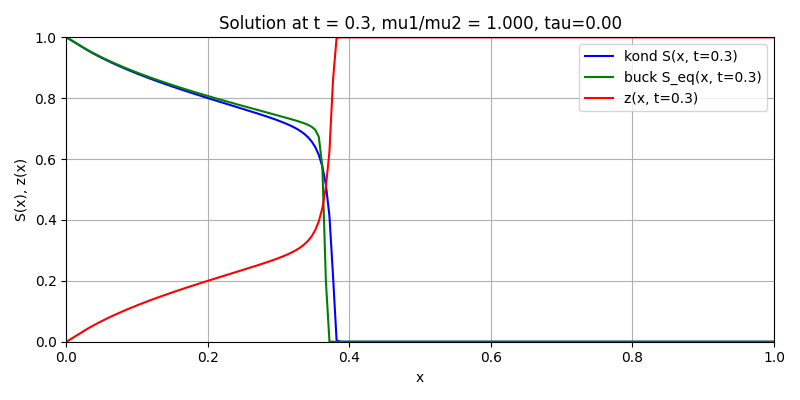 Solution at t = 0.3, mu1/mu2 = 1.000, tau=0.00
S(x), z(x)
1.0
0.8
0.6
0.4
0.2
0.0
kond S(x, t=0.3)
buck S_eq(x, t=0.3)
z(x, t=0.3)
0.0 0.2 0.4 0.6 0.8 1.0
x